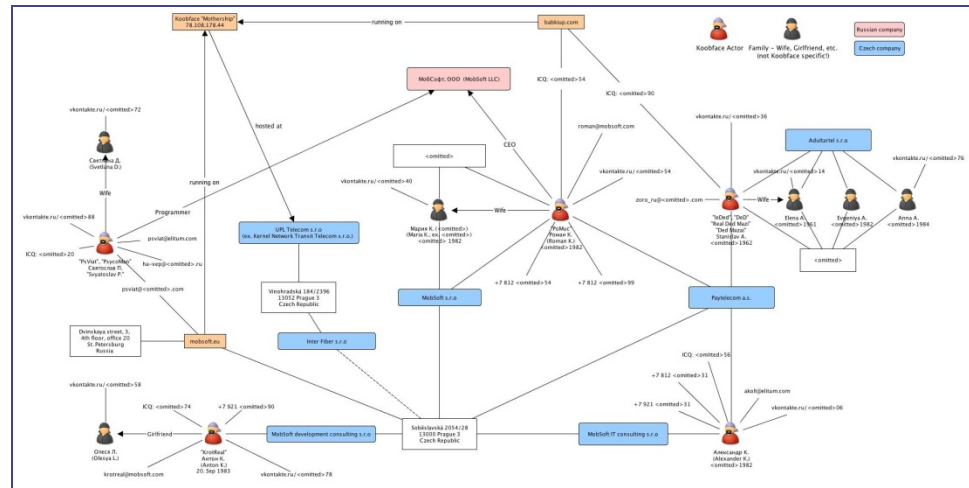 Koobface "Mothership"
78.108.178.44
running on
babkiup.com
Koobface Actor
Family - Wife, Girlfriend, etc.
(not Koobface specific!)
Russian company
Czech company
ICQ: <omitted>54
МобСофт, ООО (MobSoft LLC)
ICQ: <omitted>90
vkontakte.ru/<omitted>72
hosted at
roman@mobsoft.com
vkontakte.ru/<omitted>36
CEO
Adultartel s.r.o
<omitted>
Светлана Д.
(Svetlana D.)
vkontakte.ru/<omitted>76
vkontakte.ru/<omitted>54
vkontakte.ru/<omitted>14
vkontakte.ru/<omitted>40
running on
Wife
zoro_ru@<omitted>.com
Wife
Programmer
Wife
vkontakte.ru/<omitted>88
"leDed", "DeD"
"Real Ded Mazi"
"Ded Mazai"
Stanislav A.
<omitted>1962
Elena A.
<omitted>1961
Evgeniya A.
<omitted>1982
Anna A.
<omitted>1984
Мария К. (<omitted>)
(Maria K., ex. <omitted>)
<omitted> 1982
"PoMuc"
Роман К.
(Roman K.)
<omitted>1982
psviat@elitum.com
UPL Telecom s.r.o
(ex. Kernel Network Transit Telecom s.r.o.)
ICQ: <omitted>20
"PsViat", "PsycoMan"
Святослав П.
"Svyatoslav P."
ha-vep@<omitted>.ru
<omitted>
psviat@<omitted>.com
+7 812 <omitted>54
+7 812 <omitted>99
Vinohradská 184/2396
13052 Prague 3
Czech Republic
MobSoft s.r.o
Paytelecom a.s.
Dvinskaya street, 3,
4th floor, office 20
St. Petersburg
Russia
mobsoft.eu
Inter Fiber s.r.o
ICQ: <omitted>56
+7 812 <omitted>31
vkontakte.ru/<omitted>58
akolt@elitum.com
ICQ: <omitted>74
+7 921 <omitted>90
+7 921 <omitted>31
vkontakte.ru/<omitted>06
Girlfriend
MobSoft development consulting s.r.o
Soběslavská 2054/28
13000 Prague 3
Czech Republic
MobSoft IT consulting s.r.o
Олеся Л.
(Olesya L.)
"KrotReal"
Антон К.
(Anton K.)
26. Sep 1983
Александр К.
(Alexander K.)
<omitted>1982
krotreal@mobsoft.com
vkontakte.ru/<omitted>78